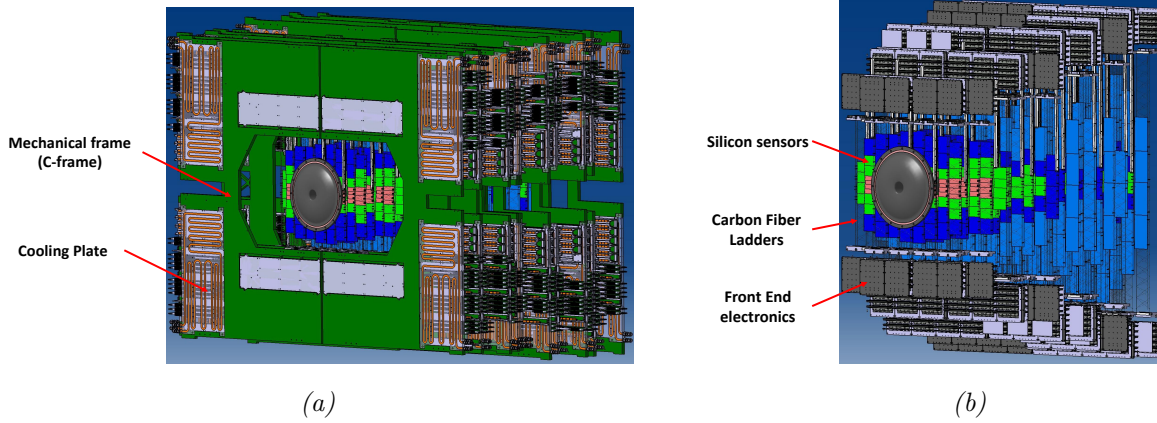 Mechanical frame
(C-frame)
Cooling Plate
Silicon sensors
Carbon Fiber
Ladders
Front End
electronics
(a)
(b)